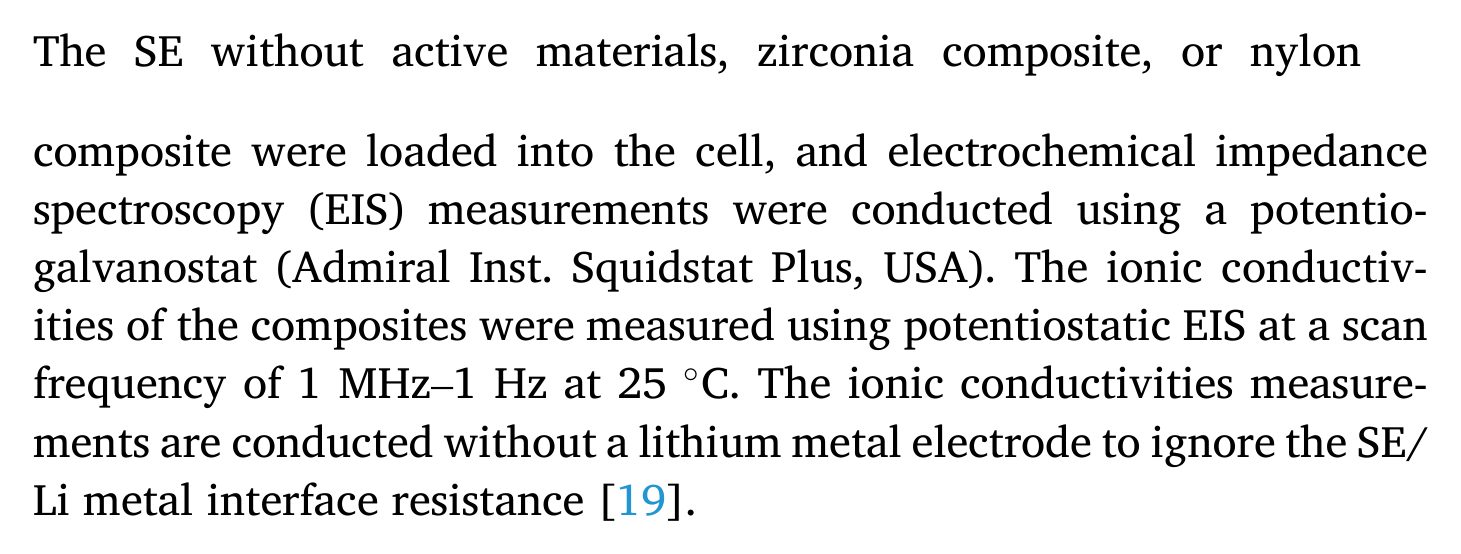 The SE without active materials, zirconia composite, or nylon
composite were loaded into the cell, and electrochemical impedance
spectroscopy (EIS) measurements were conducted using a potentio-
galvanostat (Admiral Inst. Squidstat Plus, USA). The ionic conductiv-
ities of the composites were measured using potentiostatic EIS at a scan
frequency of 1 MHz–1 Hz at 25 °C. The ionic conductivities measure-
ments are conducted without a lithium metal electrode to ignore the SE/
Li metal interface resistance [19].